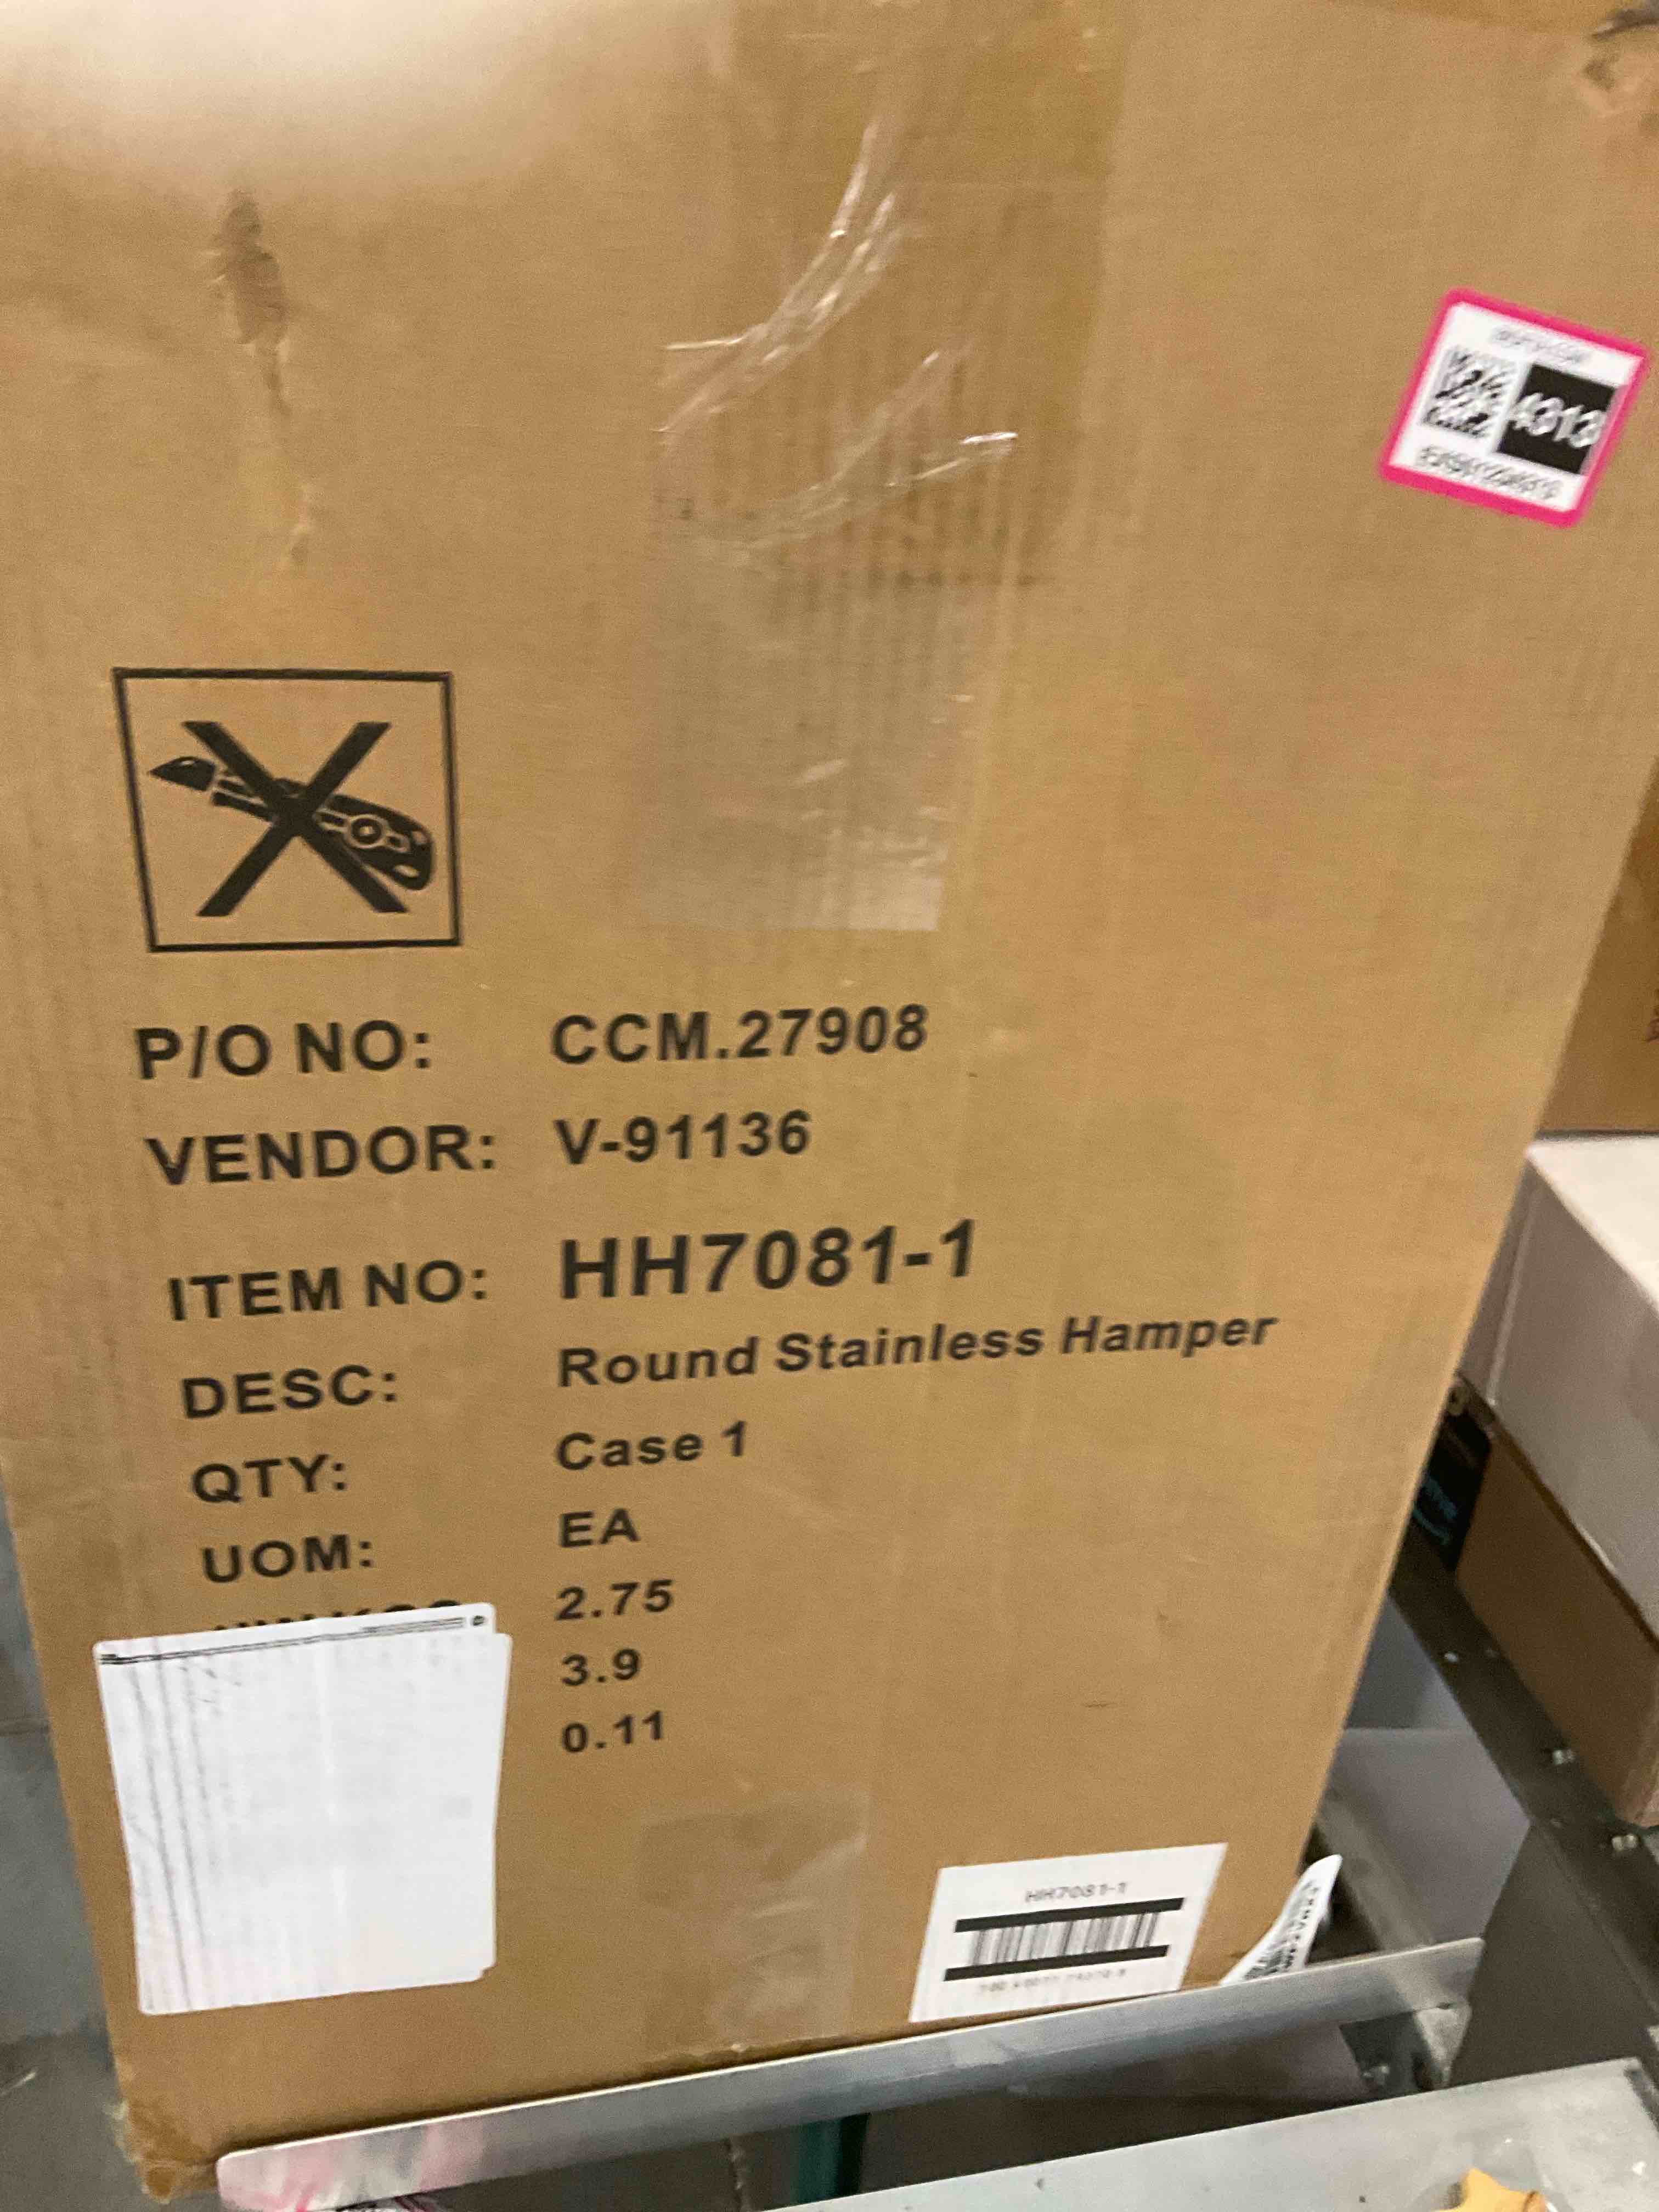 4313
P/O NO: CCM.27908
VENDOR: V-91136
ITEM NO: HH7081-1
DESC: Round Stainless Hamper
QTY: Case 1
UOM: EA
2.75
3.9
0.11
HH7081-1